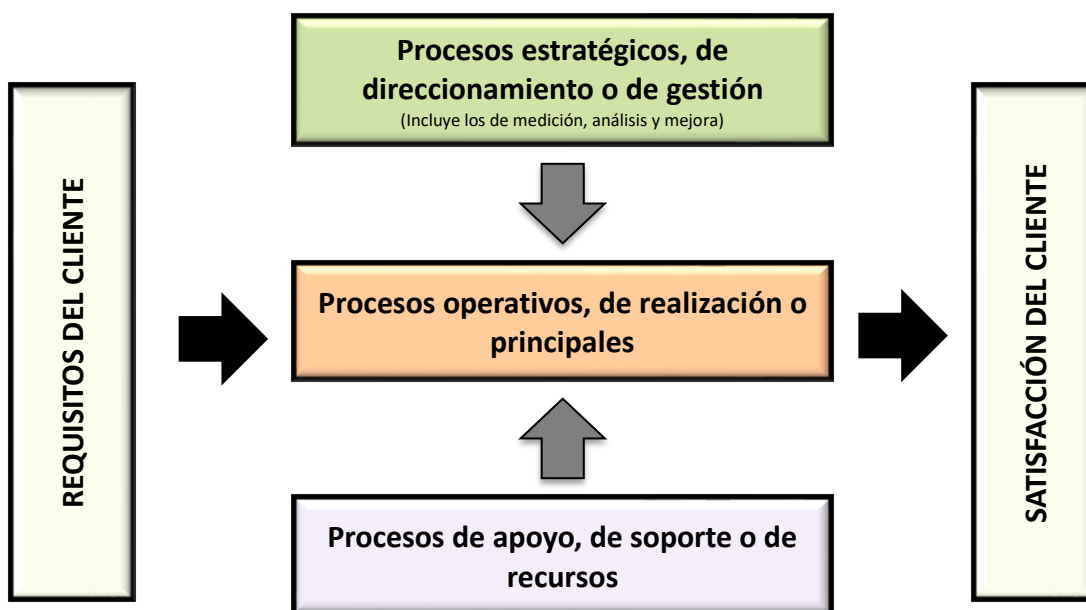 REQUISITOS DEL CLIENTE
Procesos estratégicos, de
direccionamiento o de gestión
(Incluye los de medición, análisis y mejora)
Procesos operativos, de realización o
principales
Procesos de apoyo, de soporte o de
recursos
SATISFACCIÓN DEL CLIENTE